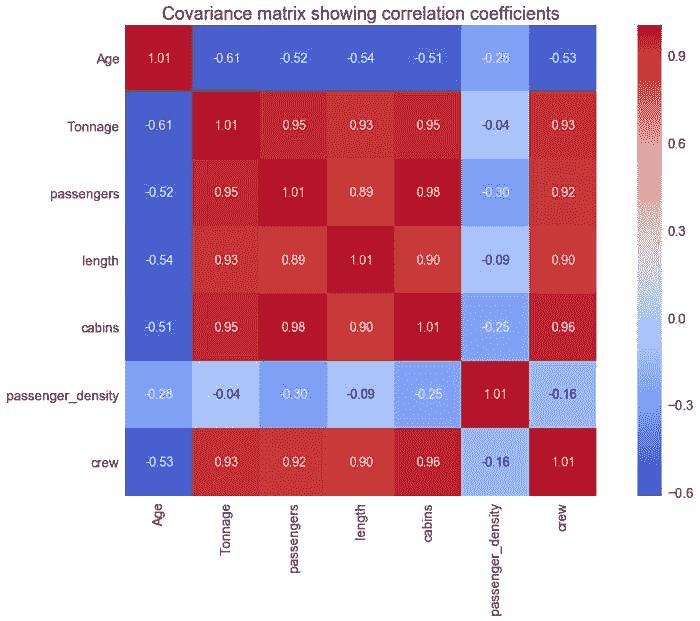 Covariance matrix showing correlation coefficients
Age 1.01 -0.61 -0.52 -0.54 -0.51 -0.28 -0.53
Tonnage -0.61 1.01 0.95 0.93 0.95 -0.04 0.93
passengers -0.52 0.95 1.01 0.89 0.98 -0.30 0.92
length -0.54 0.93 0.89 1.01 0.90 -0.09 0.90
cabins -0.51 0.95 0.98 0.90 1.01 -0.25 0.96
passenger_density -0.28 -0.04 -0.30 -0.09 -0.25 1.01 -0.16
crew -0.53 0.93 0.92 0.90 0.96 -0.16 1.01
Age Tonnage passengers length cabins passenger_density crew
0.9
0.6
0.3
0.0
-0.3
-0.6